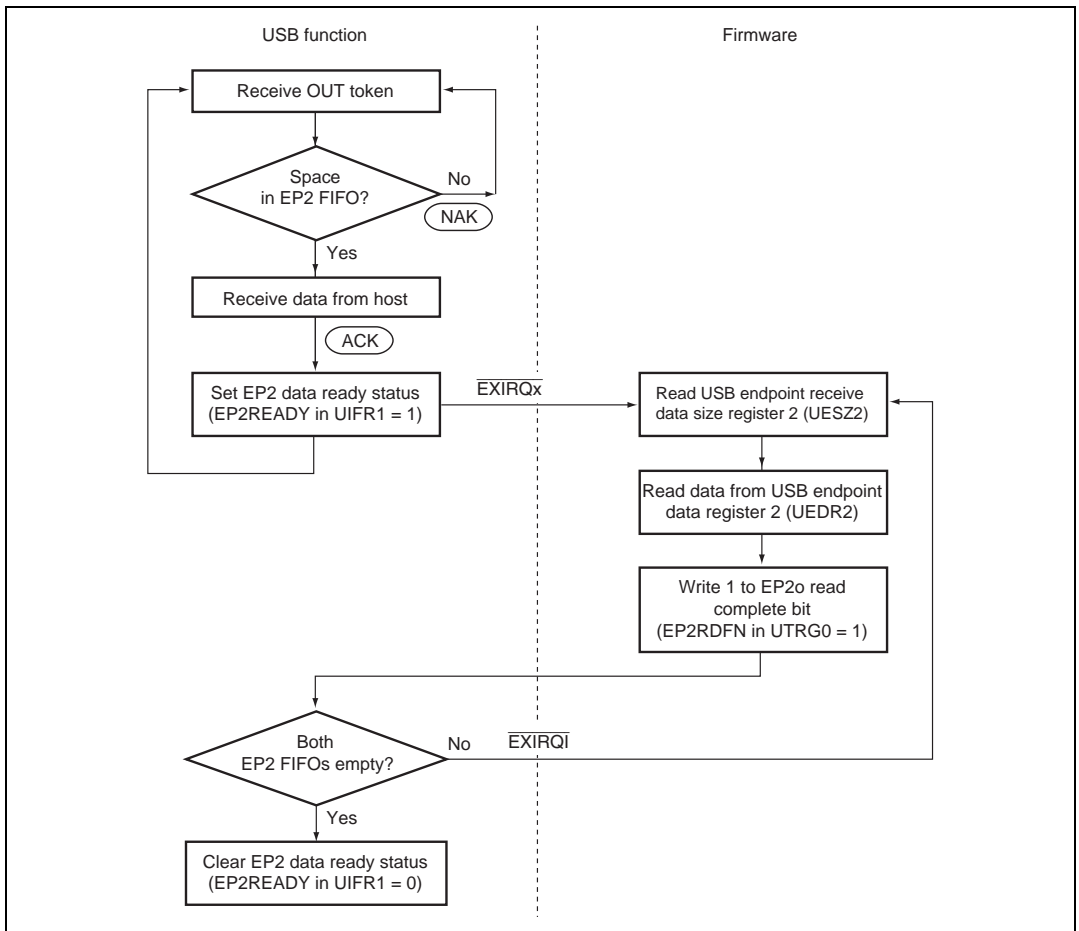 USB function
Firmware
Receive OUT token
Space
in EP2 FIFO?
No
NAK
Yes
Receive data from host
ACK
Set EP2 data ready status
(EP2READY in UIFR1 = 1)
EXIRQx
Read USB endpoint receive
data size register 2 (UESZ2)
Read data from USB endpoint
data register 2 (UEDR2)
Write 1 to EP2o read
complete bit
(EP2RDFN in UTRG0 = 1)
Both
EP2 FIFOs empty?
No
EXIRQI
Yes
Clear EP2 data ready status
(EP2READY in UIFR1 = 0)